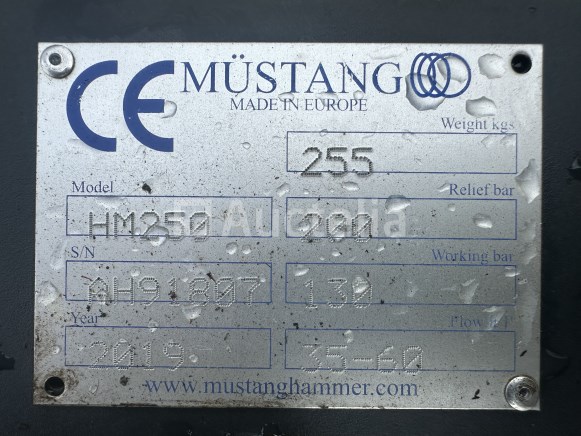 CE MÜSTANG
MADE IN EUROPE
Weight kgs
255
Model
Relief bar
HM250
200
S/N
Working bar
AH91807
130
Year
Flow
2019
35-60
www.mustanghammer.com